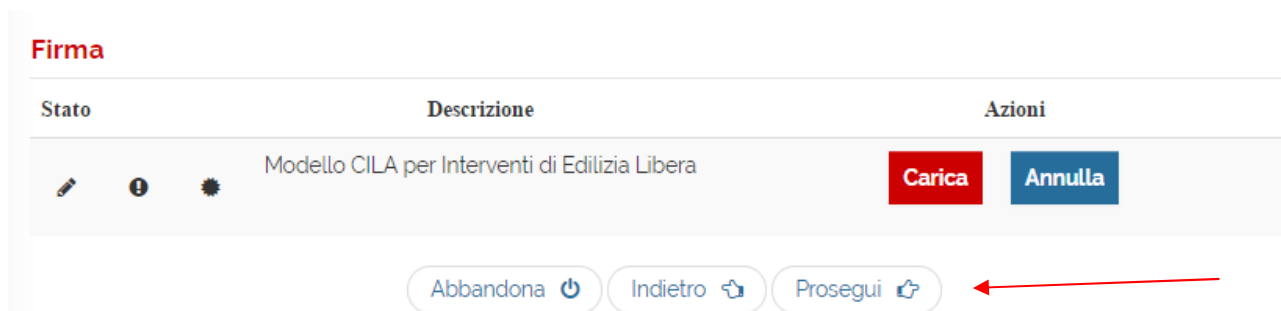 Firma
Stato Descrizione Azioni
Modello CILA per Interventi di Edilizia Libera Carica Annulla
Abbandona Indietro Prosegui